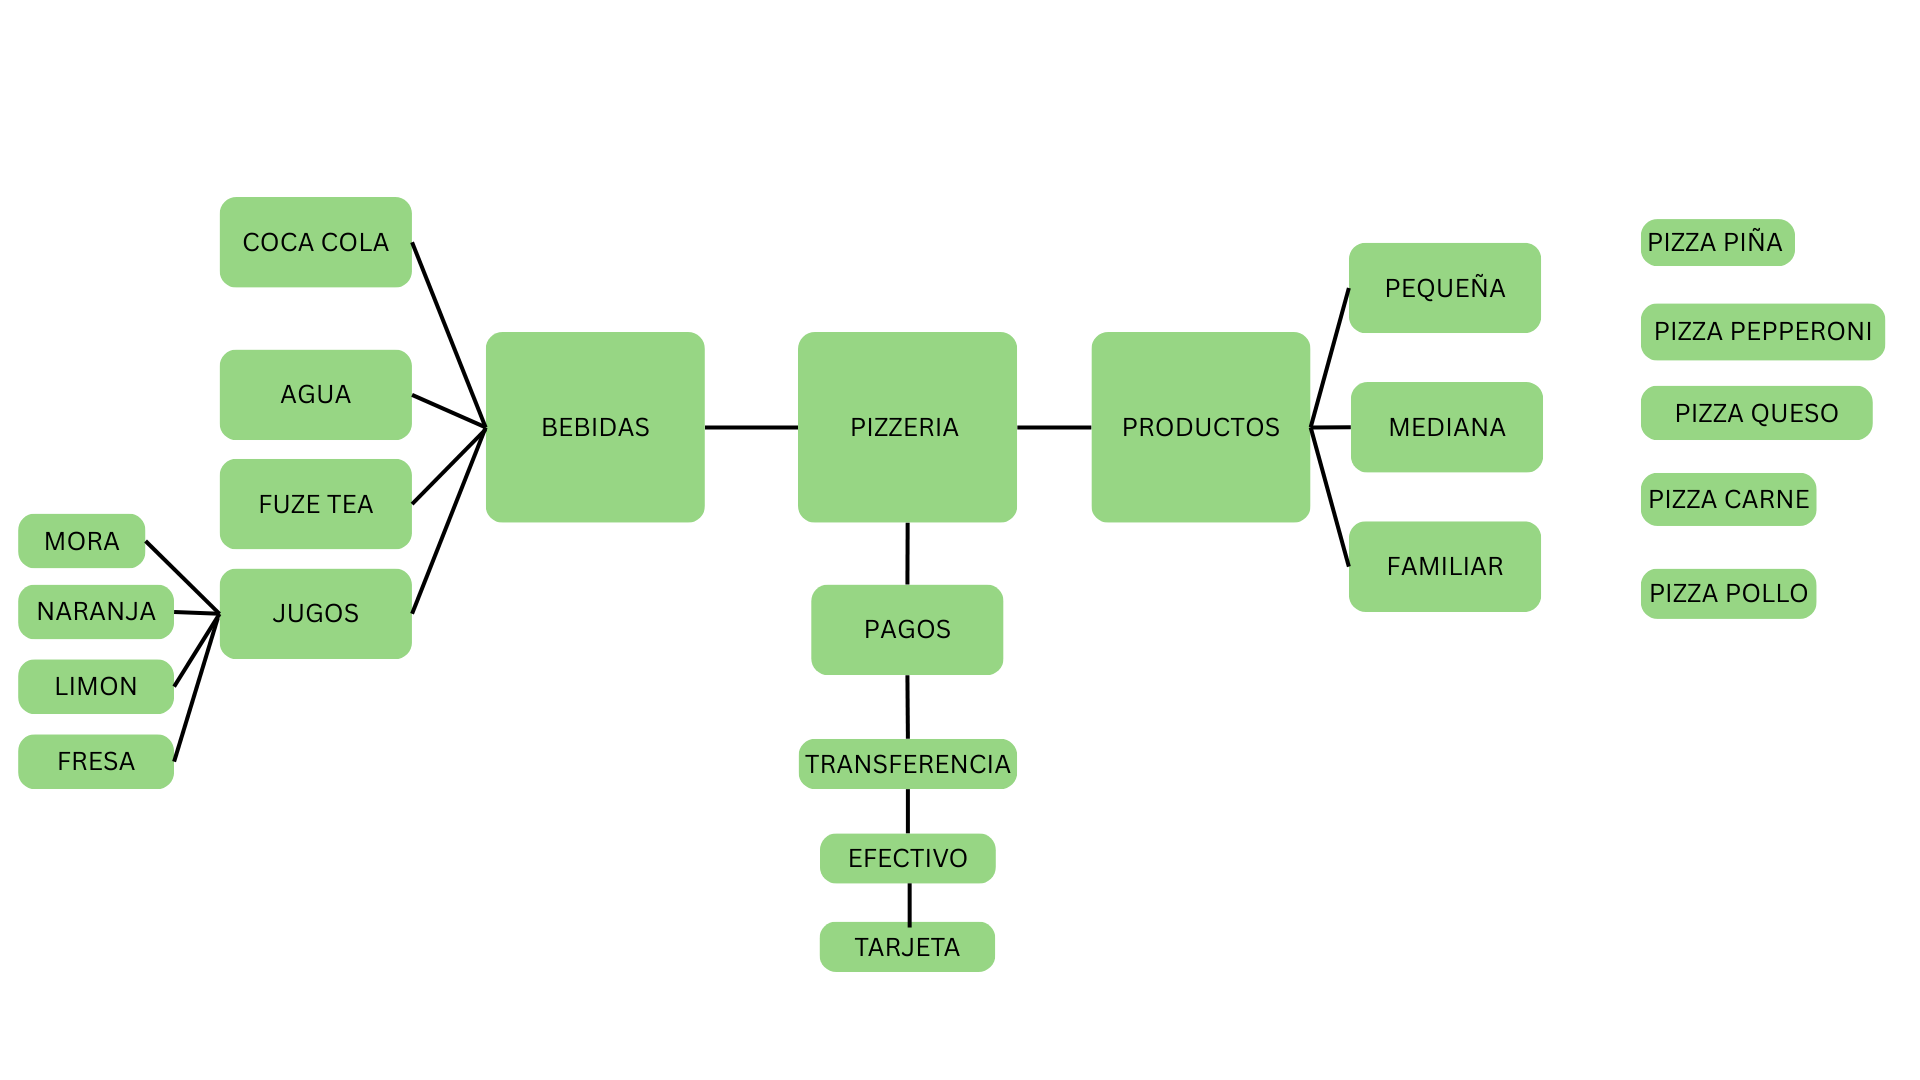 COCA COLA
AGUA
FUZE TEA
JUGOS
MORA
NARANJA
LIMON
FRESA
BEBIDAS
PIZZERIA
PRODUCTOS
PAGOS
TRANSFERENCIA
EFECTIVO
TARJETA
PEQUEÑA
MEDIANA
FAMILIAR
PIZZA PIÑA
PIZZA PEPPERONI
PIZZA QUESO
PIZZA CARNE
PIZZA POLLO